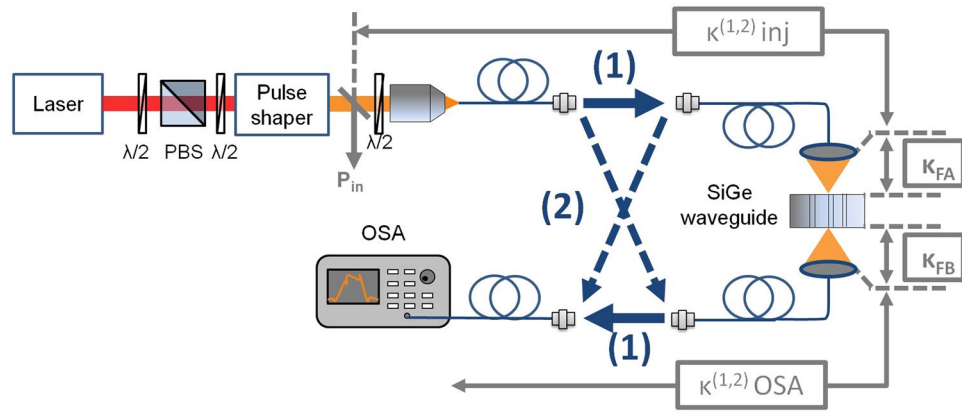 κ(1,2) inj
(1)
Laser
Pulse
shaper
λ/2
PBS
λ/2
λ/2
Pin
κFA
SiGe
waveguide
(2)
OSA
κFB
(1)
κ(1,2) OSA